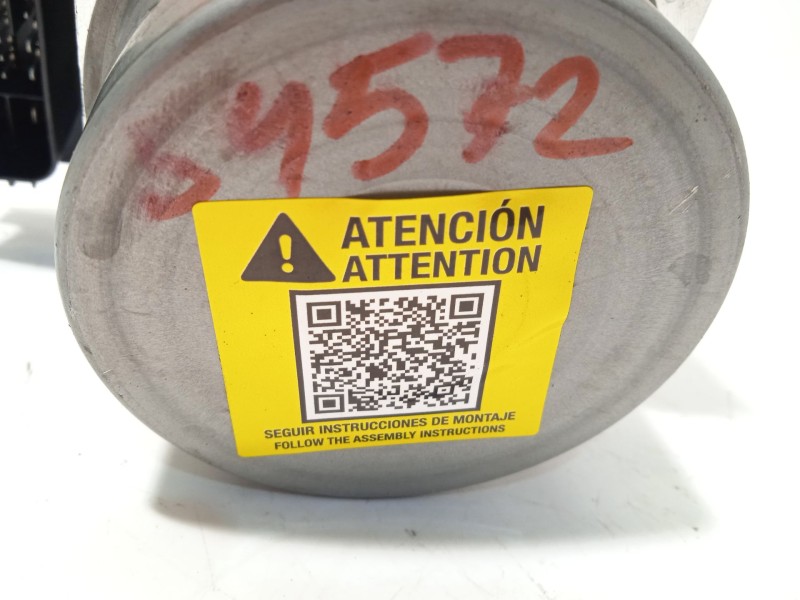 54572
ATENCIÓN
ATTENTION
SEGUIR INSTRUCCIONES DE MONTAJE
FOLLOW THE ASSEMBLY INSTRUCTIONS